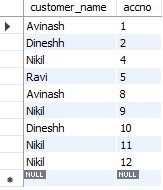 customer_name accno
Avinash 1
Dineshh 2
Nikil 4
Ravi 5
Avinash 8
Nikil 9
Dineshh 10
Nikil 11
Nikil 12
NULL NULL